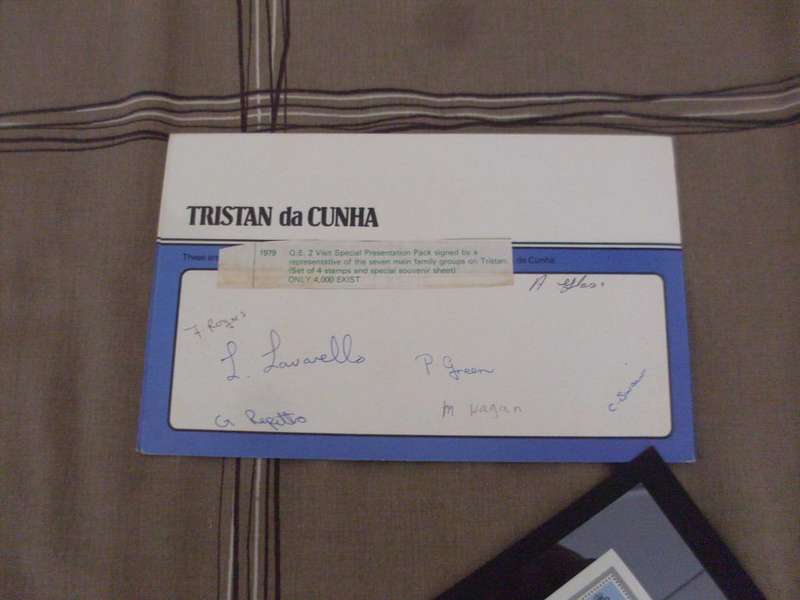 TRISTAN da CUNHA
These are
da Cunha
1979 Q.E. 2 Visit Special Presentation Pack signed by a
representative of the seven main family groups on Tristan.
(Set of 4 stamps and special souvenir sheet)
ONLY 4,000 EXIST
A Glass
F Rogers
L. Lavarello
P. Green
G Repetto
M Hagan
C. Swain